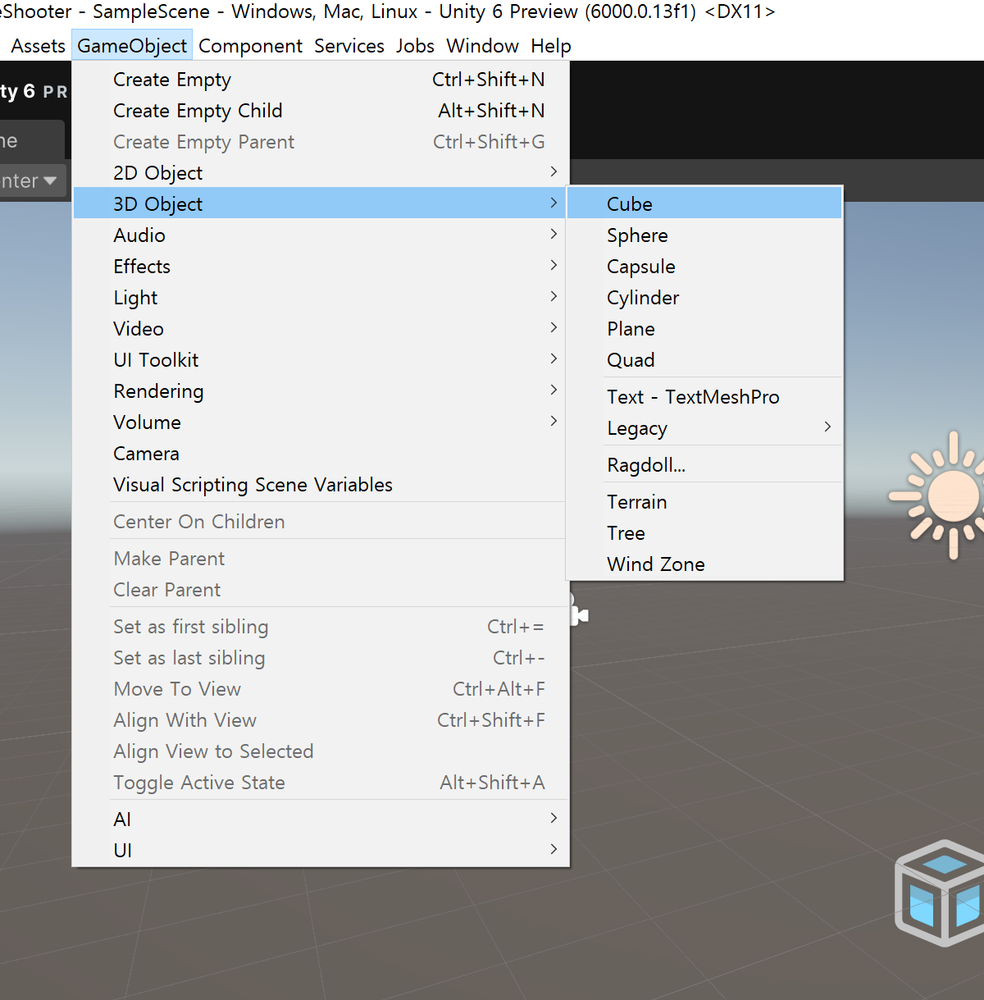 eShooter - SampleScene - Windows, Mac, Linux - Unity 6 Preview (6000.0.13f1) <DX11>
Assets GameObject Component Services Jobs Window Help
ty 6 PR
ne
nter
Create Empty Ctrl+Shift+N
Create Empty Child Alt+Shift+N
Create Empty Parent Ctrl+Shift+G
2D Object
3D Object
Audio
Effects
Light
Video
UI Toolkit
Rendering
Volume
Camera
Visual Scripting Scene Variables
Center On Children
Make Parent
Clear Parent
Set as first sibling Ctrl+=
Set as last sibling Ctrl+-
Move To View Ctrl+Alt+F
Align With View Ctrl+Shift+F
Align View to Selected
Toggle Active State Alt+Shift+A
AI
UI
Cube
Sphere
Capsule
Cylinder
Plane
Quad
Text - TextMeshPro
Legacy
Ragdoll...
Terrain
Tree
Wind Zone